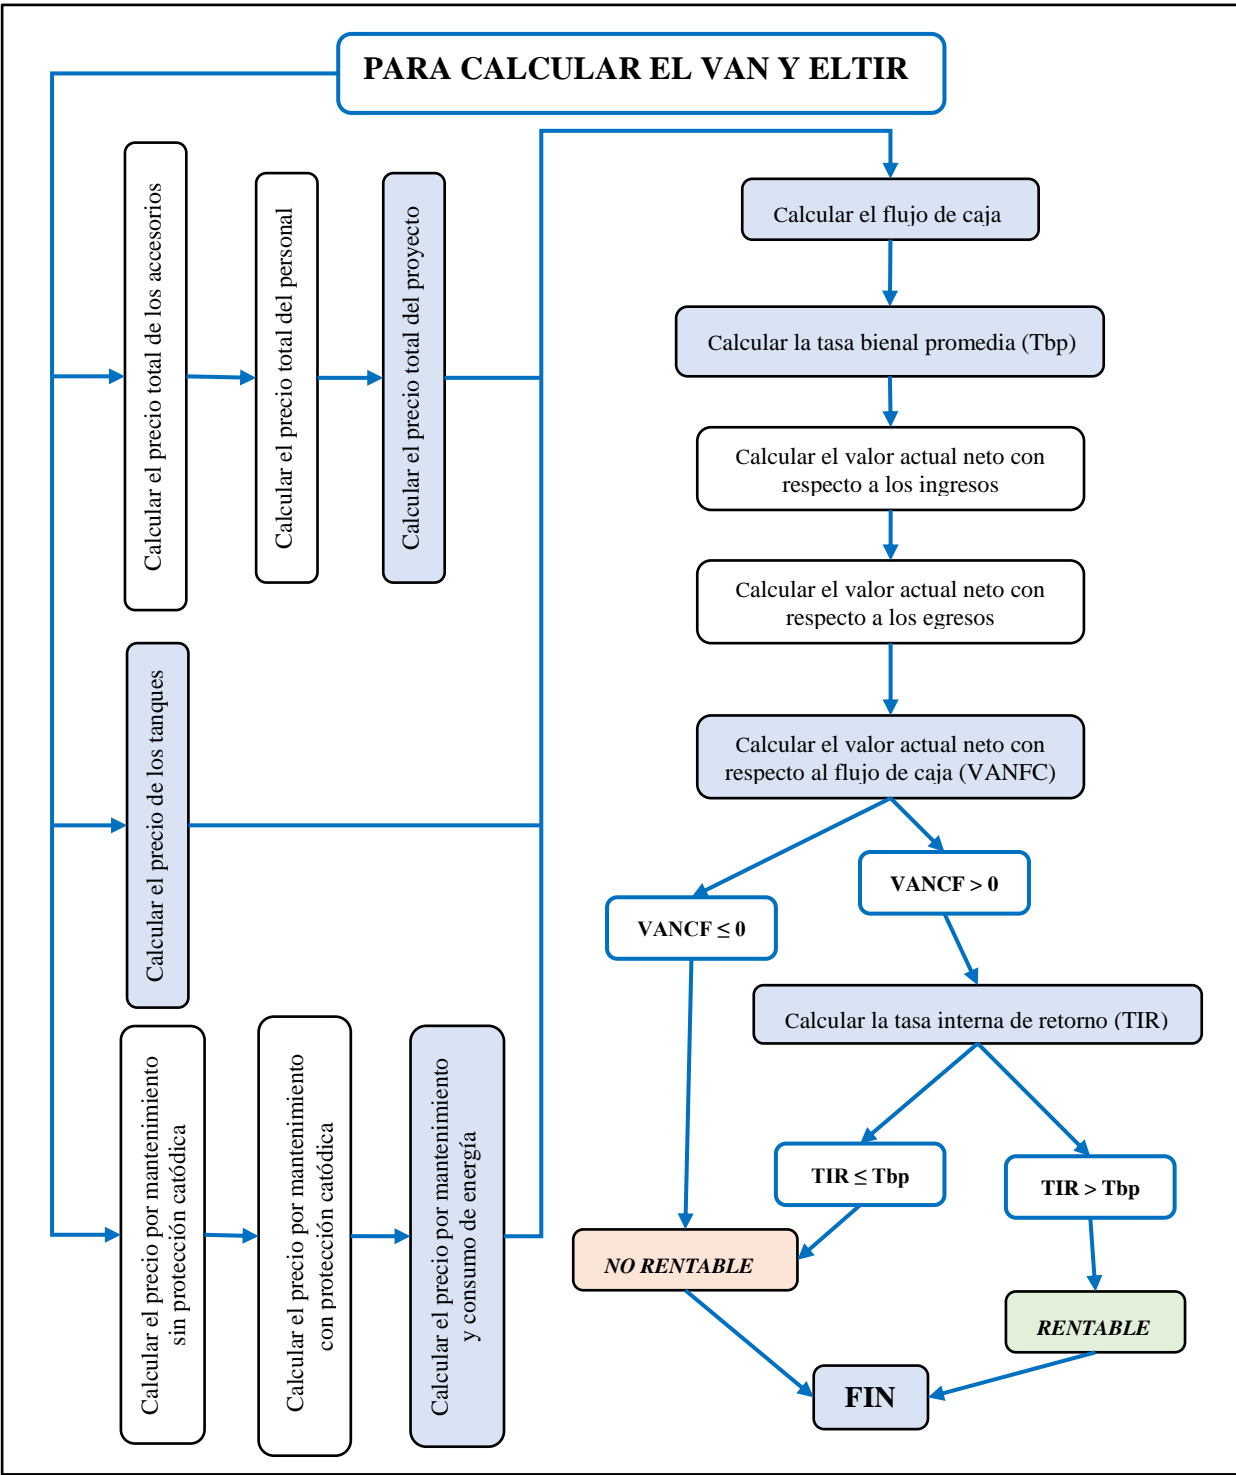 PARA CALCULAR EL VAN Y ELTIR
Calcular el precio total de los accesorios
Calcular el precio total del personal
Calcular el precio total del proyecto
Calcular el precio de los tanques
Calcular el precio por mantenimiento
sin protección catódica
Calcular el precio por mantenimiento
con protección catódica
Calcular el precio por mantenimiento
y consumo de energía
Calcular el flujo de caja
Calcular la tasa bienal promedia (Tbp)
Calcular el valor actual neto con
respecto a los ingresos
Calcular el valor actual neto con
respecto a los egresos
Calcular el valor actual neto con
respecto al flujo de caja (VANFC)
VANCF > 0
VANCF ≤ 0
Calcular la tasa interna de retorno (TIR)
TIR ≤ Tbp
TIR > Tbp
NO RENTABLE
RENTABLE
FIN